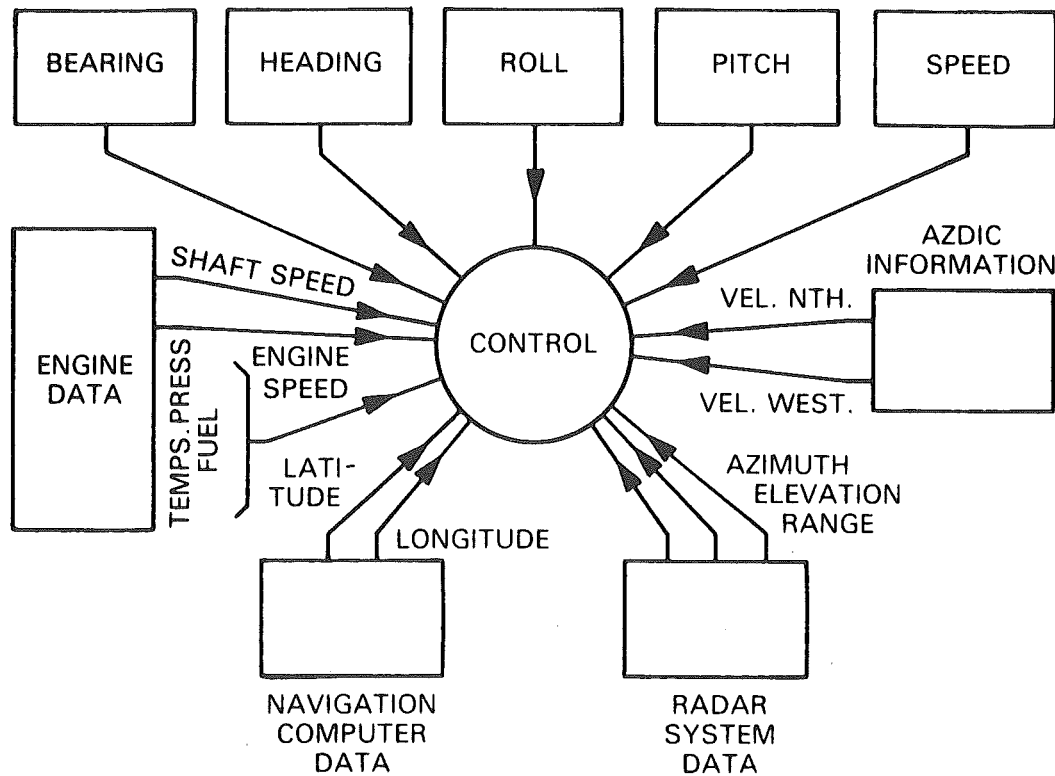 BEARING
HEADING
ROLL
PITCH
SPEED
SHAFT SPEED
ENGINE
DATA
ENGINE
SPEED
TEMPS. PRESS
FUEL
CONTROL
AZDIC
INFORMATION
VEL. NTH.
VEL. WEST.
LATI-
TUDE
LONGITUDE
AZIMUTH
ELEVATION
RANGE
NAVIGATION
COMPUTER
DATA
RADAR
SYSTEM
DATA